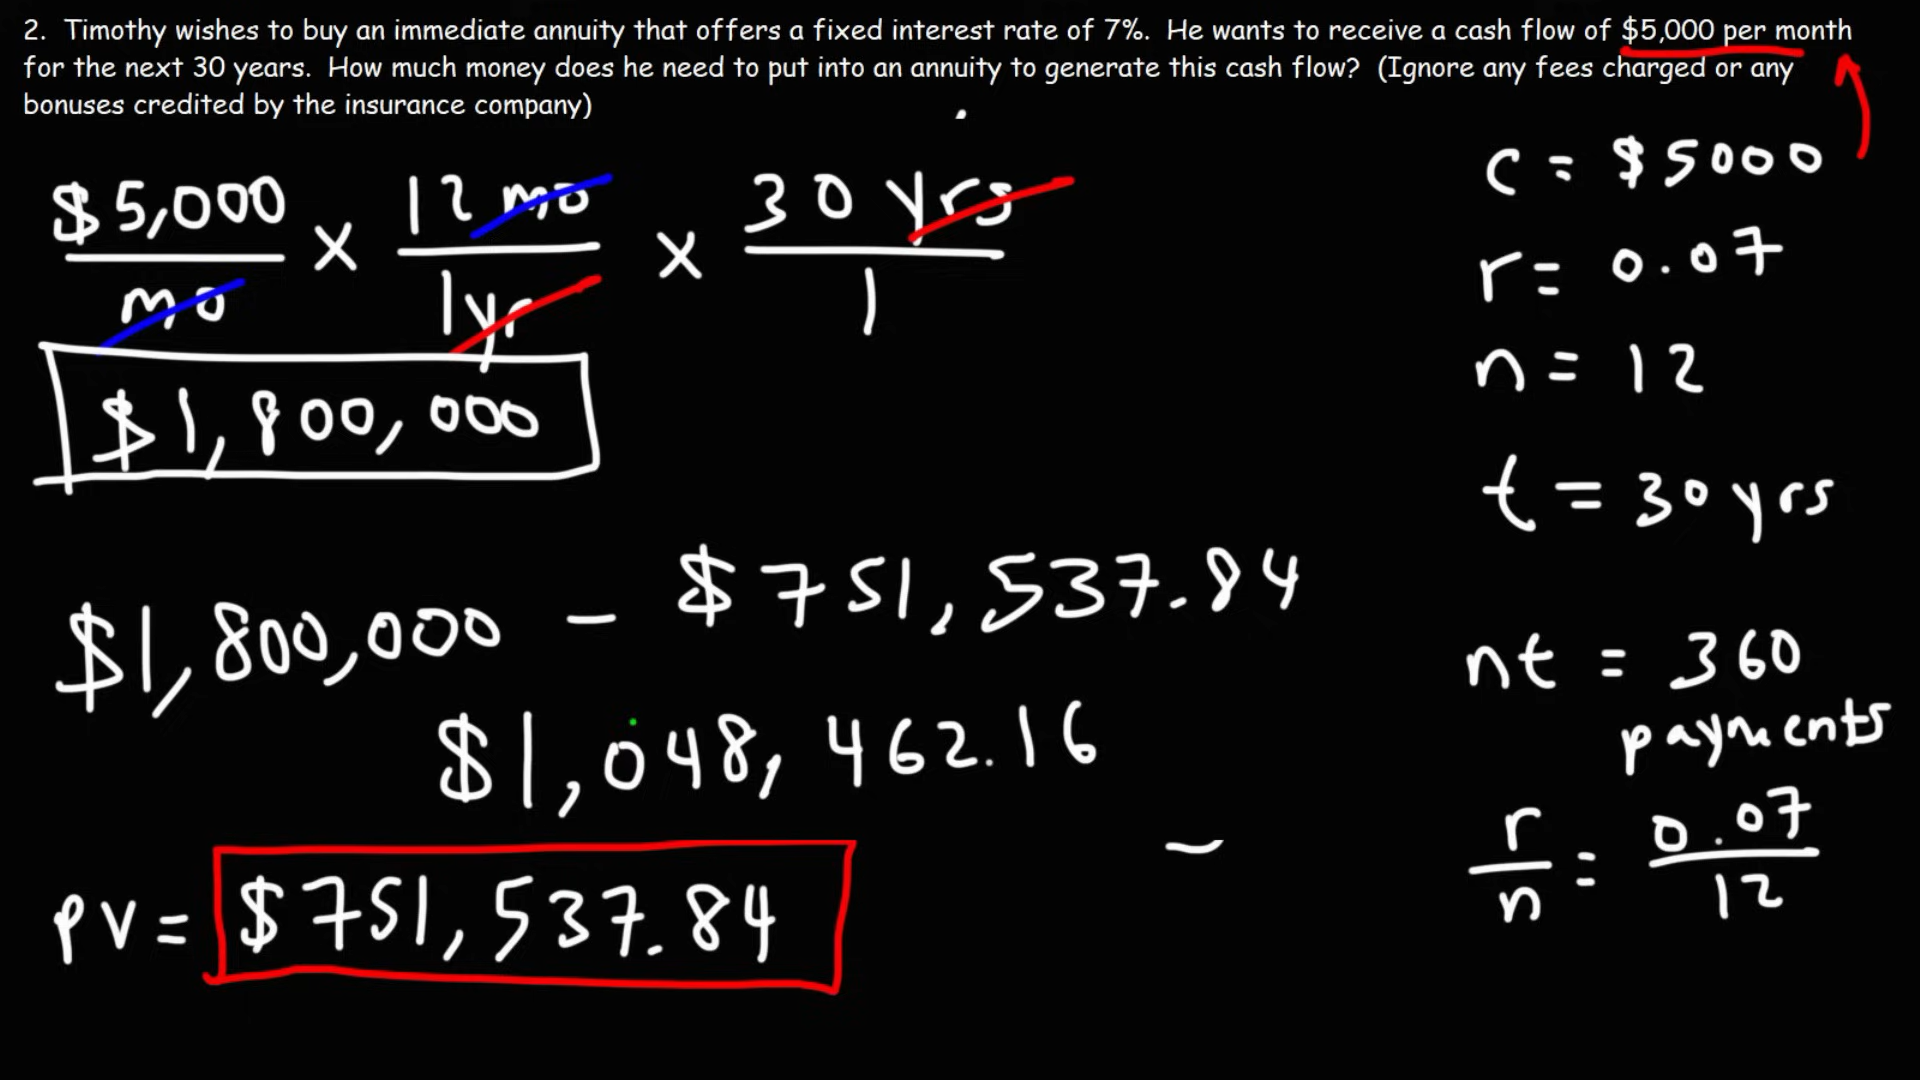 2. Timothy wishes to buy an immediate annuity that offers a fixed interest rate of 7%. He wants to receive a cash flow of $5,000 per month
for the next 30 years. How much money does he need to put into an annuity to generate this cash flow? (Ignore any fees charged or any
bonuses credited by the insurance company)
$5,000 / mo × 12 mo / 1yr × 30 yrs / 1
$1,800,000
$1,800,000 - $751,537.84
$1,048,462.16
PV = $751,537.84
c = $5000
r = 0.07
n = 12
t = 30yrs
nt = 360
payments
r / n = 0.07 / 12